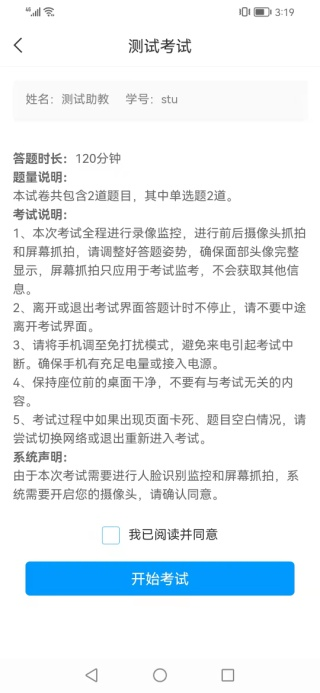 4G 3:19
测试考试
姓名：测试助教 学号：stu
答题时长：120分钟
题量说明：
本试卷共包含2道题目，其中单选题2道。
考试说明：
1、本次考试全程进行录像监控，进行前后摄像头抓拍
和屏幕抓拍，请调整好答题姿势，确保面部头像完整
显示，屏幕抓拍只应用于考试监考，不会获取其他信
息。
2、离开或退出考试界面答题计时不停止，请不要中途
离开考试界面。
3、请将手机调至免打扰模式，避免来电引起考试中
断。确保手机有充足电量或接入电源。
4、保持座位前的桌面干净，不要有与考试无关的内
容。
5、考试过程中如果出现页面卡死、题目空白情况，请
尝试切换网络或退出重新进入考试。
系统声明：
由于本次考试需要进行人脸识别监控和屏幕抓拍，系
统需要开启您的摄像头，请确认同意。
我已阅读并同意
开始考试